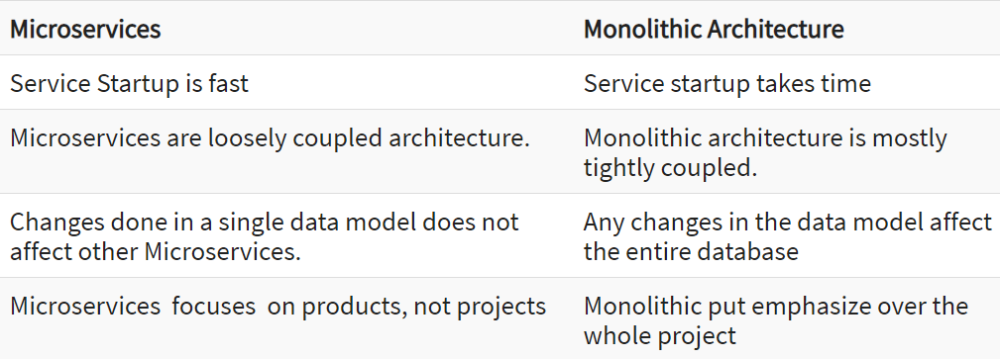 Microservices
Monolithic Architecture
Service Startup is fast
Service startup takes time
Microservices are loosely coupled architecture.
Monolithic architecture is mostly
tightly coupled.
Changes done in a single data model does not
affect other Microservices.
Any changes in the data model affect
the entire database
Microservices  focuses  on products, not projects
Monolithic put emphasize over the
whole project